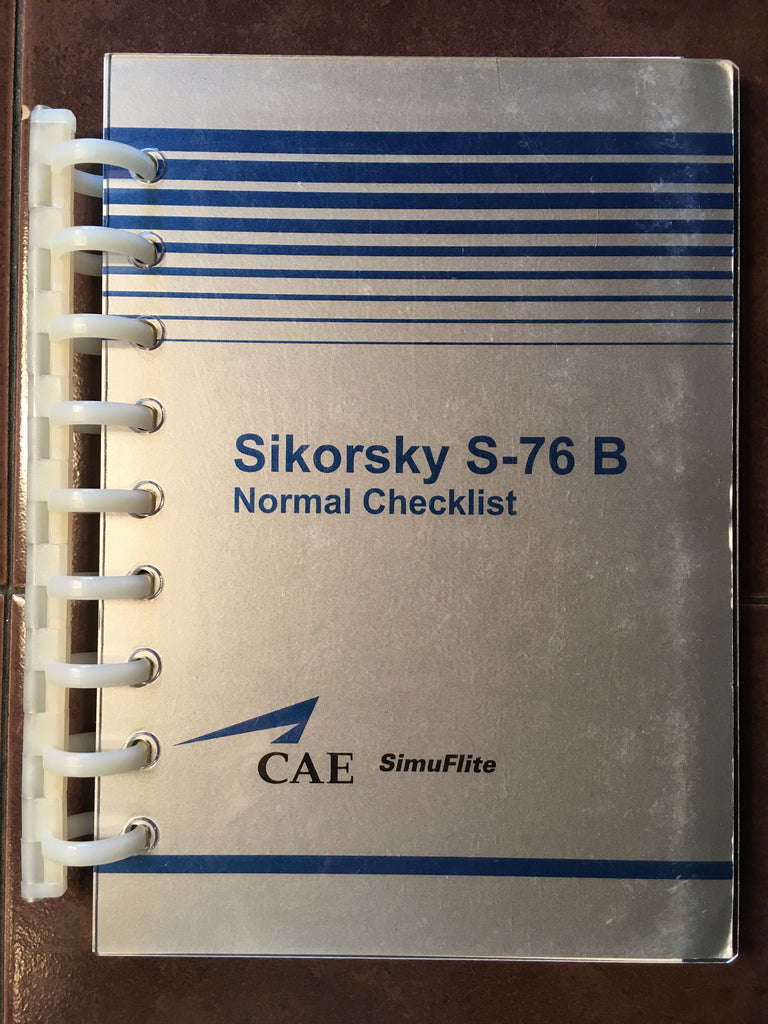 Sikorsky S-76 B
Normal Checklist
CAE SimuFlite